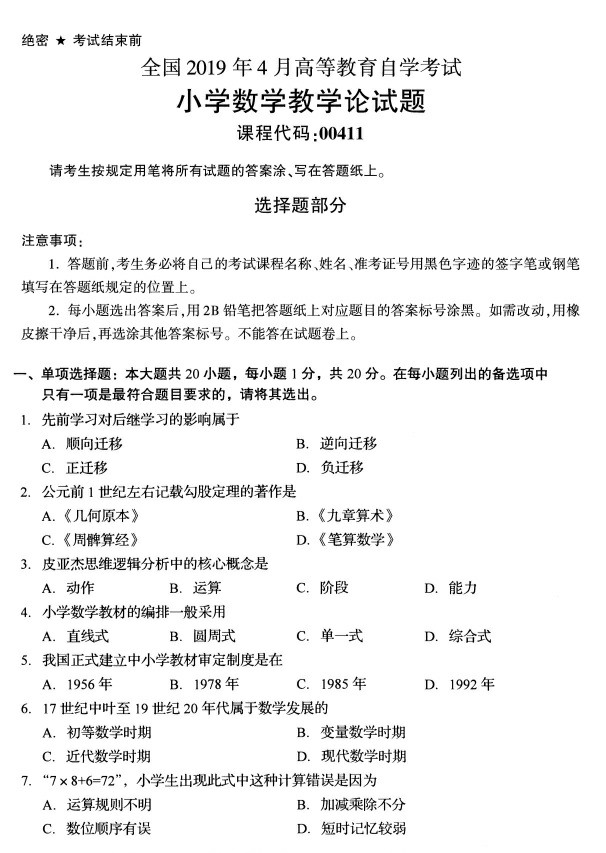 绝密 ★ 考试结束前
全国 2019 年 4 月高等教育自学考试
小学数学教学论试题
课程代码:00411
请考生按规定用笔将所有试题的答案涂、写在答题纸上。
选择题部分
注意事项:
1. 答题前,考生务必将自己的考试课程名称、姓名、准考证号用黑色字迹的签字笔或钢笔
填写在答题纸规定的位置上。
2. 每小题选出答案后,用 2B 铅笔把答题纸上对应题目的答案标号涂黑。如需改动,用橡
皮擦干净后,再选涂其他答案标号。不能答在试题卷上。
一、单项选择题：本大题共 20 小题，每小题 1 分，共 20 分。在每小题列出的备选项中
只有一项是最符合题目要求的，请将其选出。
1. 先前学习对后继学习的影响属于
A. 顺向迁移 B. 逆向迁移
C. 正迁移 D. 负迁移
2. 公元前 1 世纪左右记载勾股定理的著作是
A.《几何原本》 B.《九章算术》
C.《周髀算经》 D.《笔算数学》
3. 皮亚杰思维逻辑分析中的核心概念是
A. 动作 B. 运算 C. 阶段 D. 能力
4. 小学数学教材的编排一般采用
A. 直线式 B. 圆周式 C. 单一式 D. 综合式
5. 我国正式建立中小学教材审定制度是在
A. 1956 年 B. 1978 年 C. 1985 年 D. 1992 年
6. 17 世纪中叶至 19 世纪 20 年代属于数学发展的
A. 初等数学时期 B. 变量数学时期
C. 近代数学时期 D. 现代数学时期
7. “7×8+6=72”，小学生出现此式中这种计算错误是因为
A. 运算规则不明 B. 加减乘除不分
C. 数位顺序有误 D. 短时记忆较弱